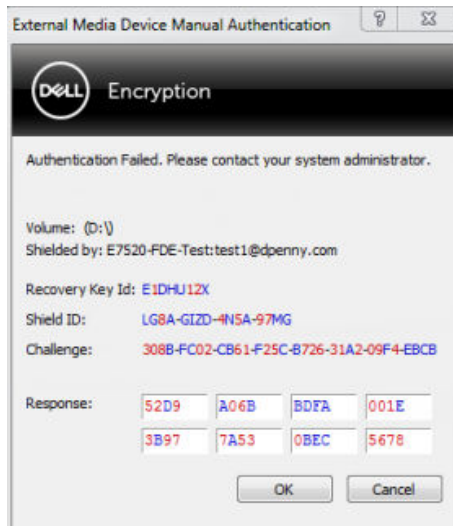 External Media Device Manual Authentication
DELL Encryption
Authentication Failed. Please contact your system administrator.
Volume: (D:\)
Shielded by: E7520-FDE-Test:test1@dpenny.com
Recovery Key Id: E1DHU12X
Shield ID: LG8A-GIZD-4N5A-97MG
Challenge: 308B-FC02-CB61-F25C-B726-31A2-09F4-EBCB
Response: 52D9 A06B BDFA 001E
3B97 7A53 0BEC 5678
OK Cancel